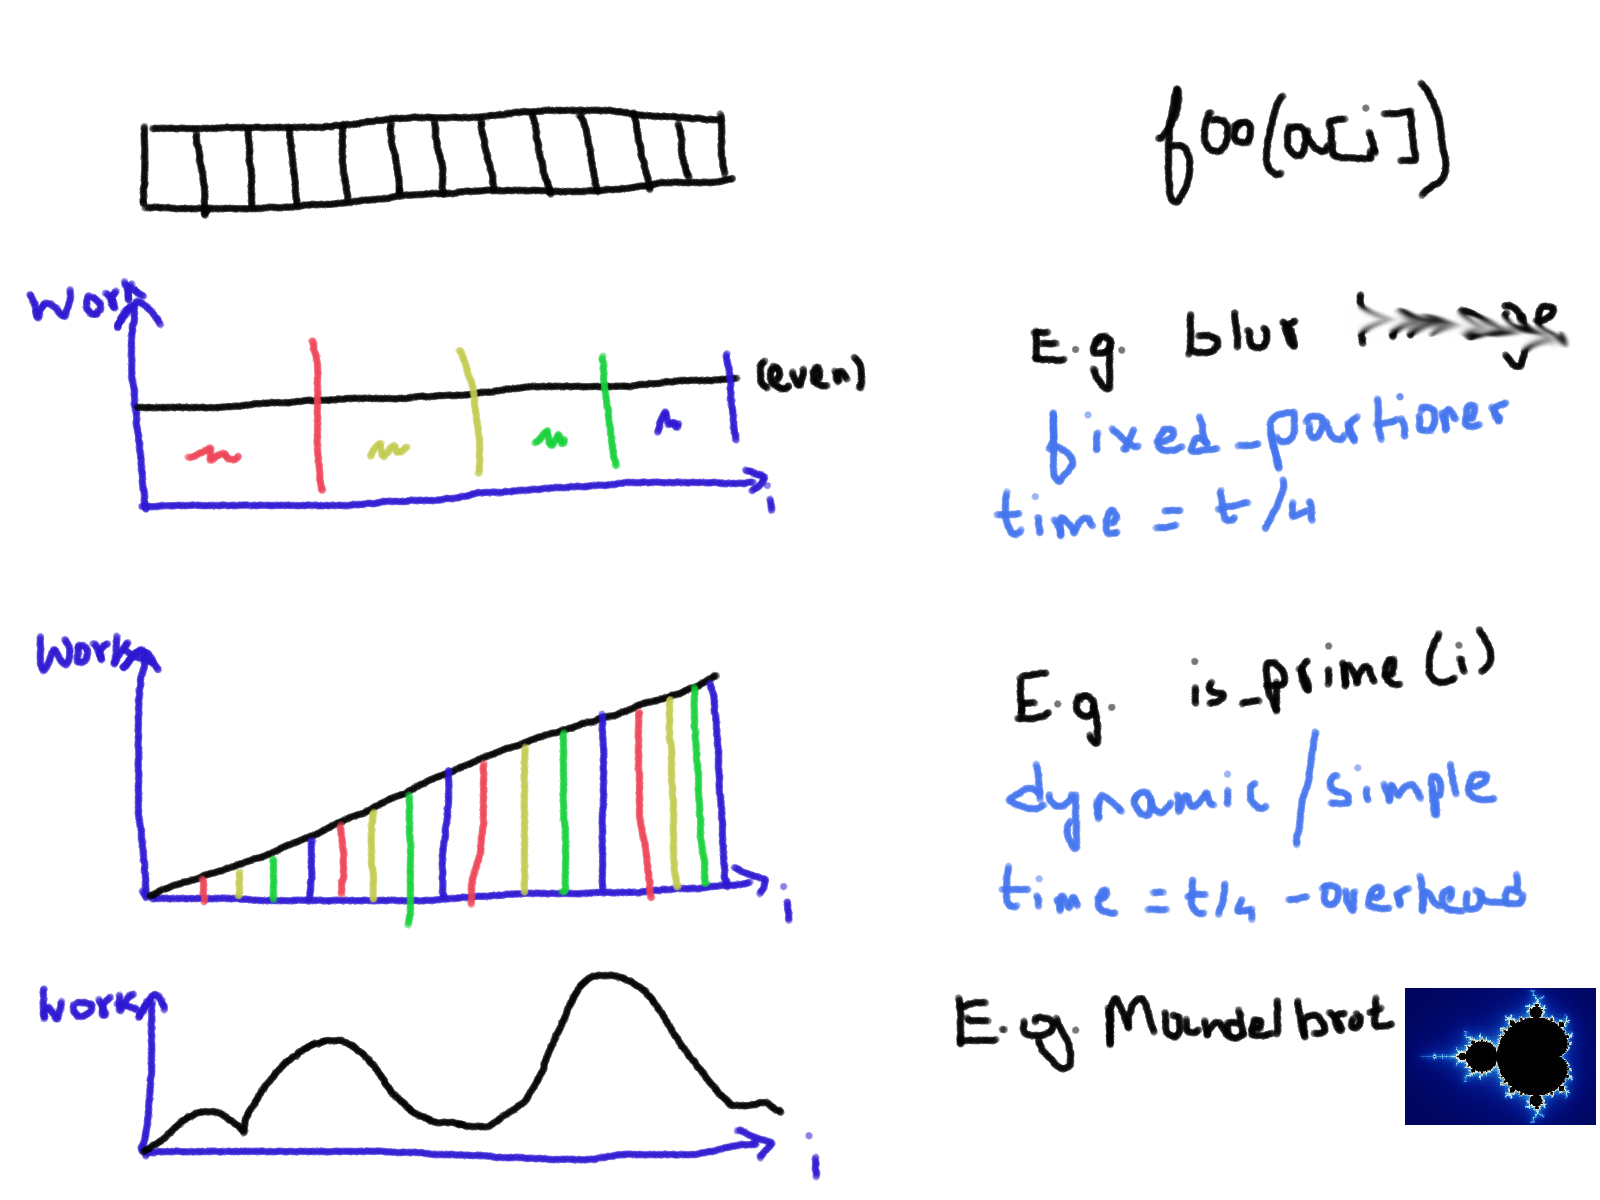 foo(a[i])
Work
(even)
i
E.g. blur
fixed_partioner
time = t/4
Work
i
E.g. is_prime(i)
dynamic/simple
time = t/4 - overhead
Work
i
E.g. Mandelbrot